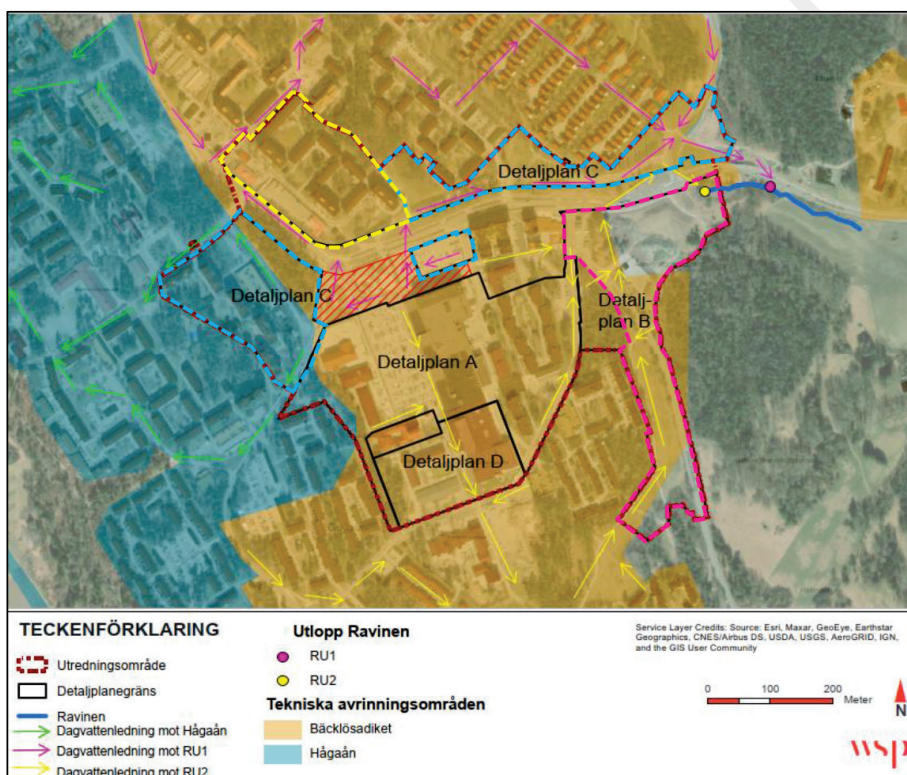 Detaljplan C
Detaljplan C
Detalj-
plan B
Detaljplan A
Detaljplan D
TECKENFÖRKLARING
Utredningsområde
Detaljplanegräns
Ravinen
Dagvattenledning mot Hågaån
Dagvattenledning mot RU1
Dagvattenledning mot RU2
Utlopp Ravinen
RU1
RU2
Tekniska avrinningsområden
Bäcklösadiket
Hågaån
Service Layer Credits: Source: Esri, Maxar, GeoEye, Earthstar
Geographics, CNES/Airbus DS, USDA, USGS, AeroGRID, IGN,
and the GIS User Community
0 100 200
Meter
N
wsp